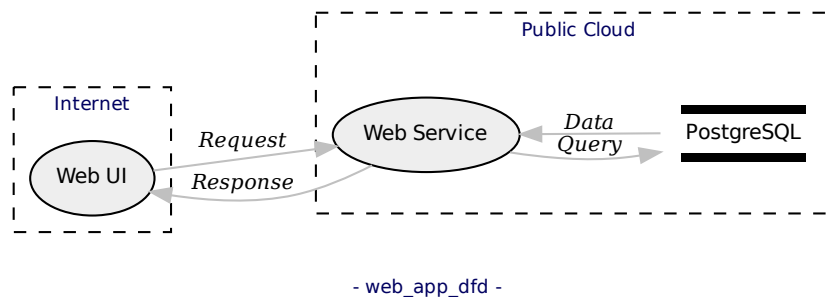 Public Cloud
Internet
Request
Response
Web UI
Web Service
Data
Query
PostgreSQL
- web_app_dfd -